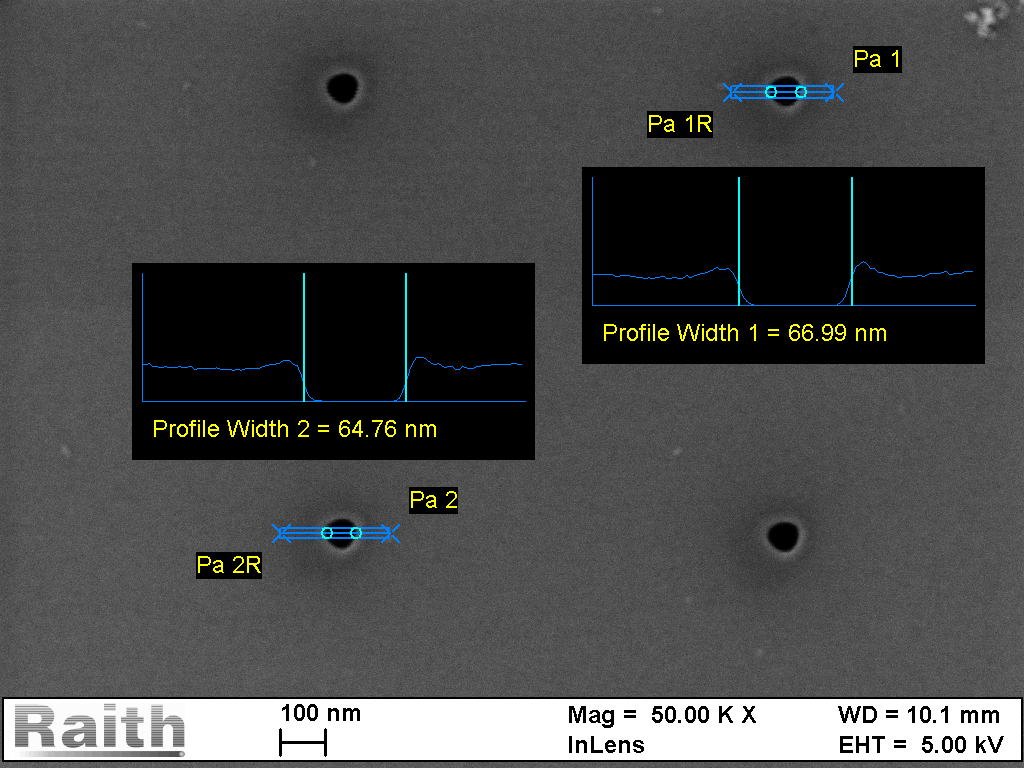 Pa 1
Pa 1R
Profile Width 1 = 66.99 nm
Profile Width 2 = 64.76 nm
Pa 2
Pa 2R
Raith
100 nm
Mag = 50.00 K X
WD = 10.1 mm
InLens
EHT = 5.00 kV